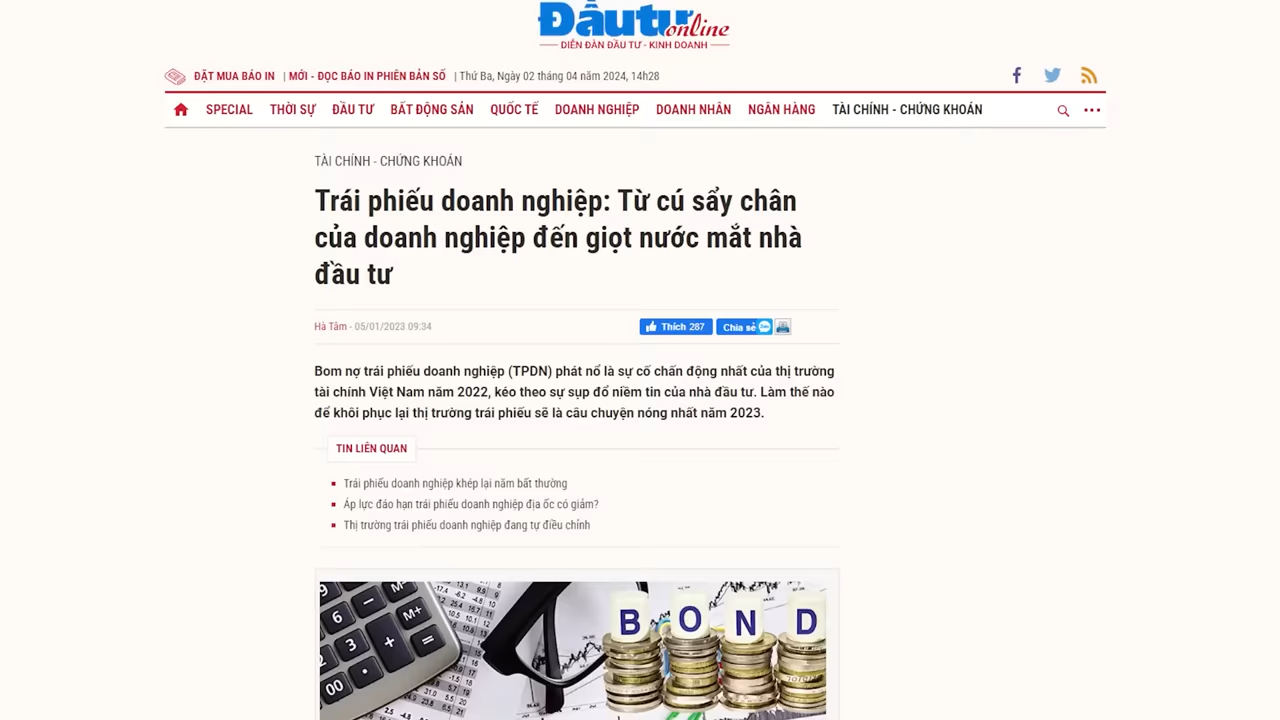 Đầu tư online
DIỄN ĐÀN ĐẦU TƯ - KINH DOANH
ĐẶT MUA BÁO IN | MỚI - ĐỌC BÁO IN PHIÊN BẢN SỐ | Thứ Ba, Ngày 02 tháng 04 năm 2024, 14h28
SPECIAL THỜI SỰ ĐẦU TƯ BẤT ĐỘNG SẢN QUỐC TẾ DOANH NGHIỆP DOANH NHÂN NGÂN HÀNG TÀI CHÍNH - CHỨNG KHOÁN
TÀI CHÍNH - CHỨNG KHOÁN
Trái phiếu doanh nghiệp: Từ cú sẩy chân
của doanh nghiệp đến giọt nước mắt nhà
đầu tư
Hà Tâm - 05/01/2023 09:34
Thích 287 Chia sẻ
Bom nợ trái phiếu doanh nghiệp (TPDN) phát nổ là sự cố chấn động nhất của thị trường
tài chính Việt Nam năm 2022, kéo theo sự sụp đổ niềm tin của nhà đầu tư. Làm thế nào
để khôi phục lại thị trường trái phiếu sẽ là câu chuyện nóng nhất năm 2023.
TIN LIÊN QUAN
Trái phiếu doanh nghiệp khép lại năm bất thường
Áp lực đáo hạn trái phiếu doanh nghiệp địa ốc có giảm?
Thị trường trái phiếu doanh nghiệp đang tự điều chỉnh
BOND